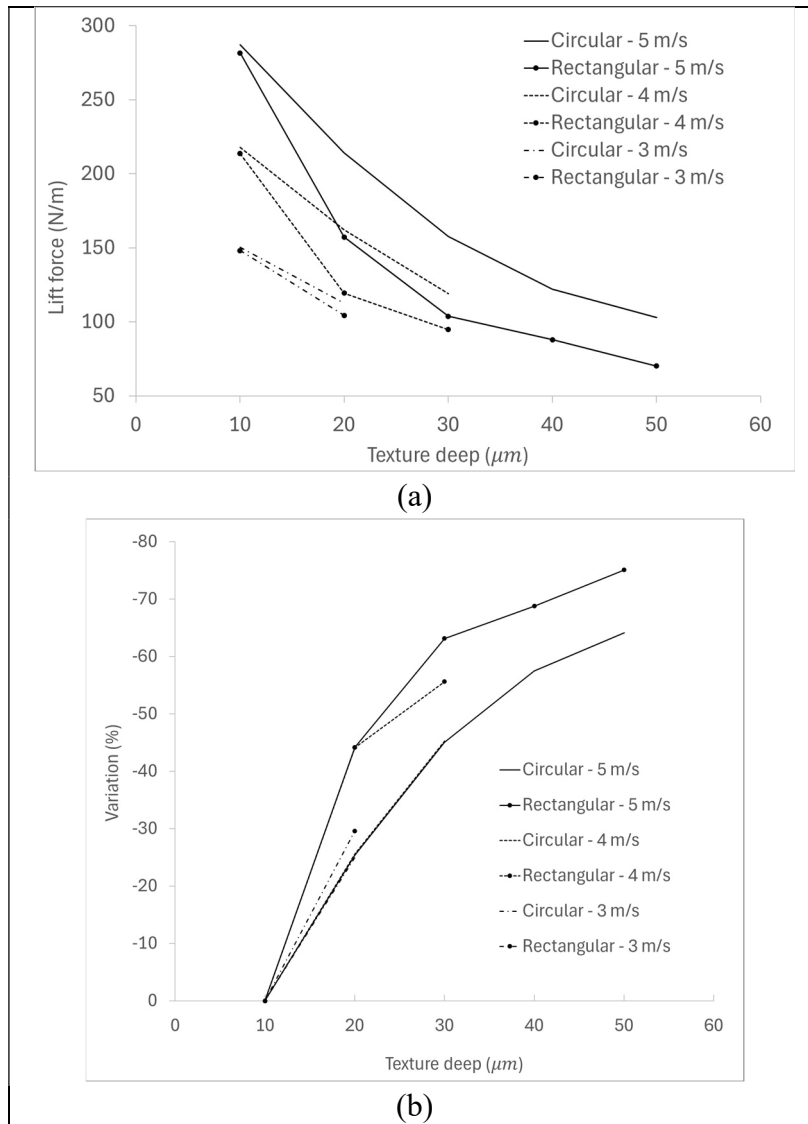 300
250
200
150
100
50
0
10
20
30
40
50
60
Lift force (N/m)
Texture deep (μm)
Circular - 5 m/s
Rectangular - 5 m/s
Circular - 4 m/s
Rectangular - 4 m/s
Circular - 3 m/s
Rectangular - 3 m/s
(a)
-80
-70
-60
-50
-40
-30
-20
-10
0
0
10
20
30
40
50
60
Variation (%)
Texture deep (μm)
Circular - 5 m/s
Rectangular - 5 m/s
Circular - 4 m/s
Rectangular - 4 m/s
Circular - 3 m/s
Rectangular - 3 m/s
(b)